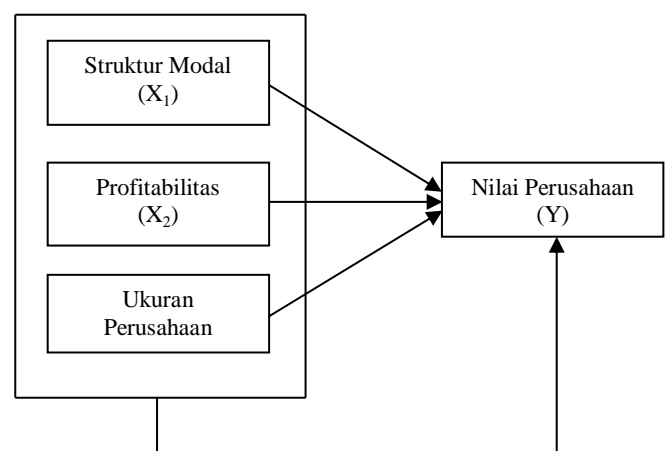 Struktur Modal
(X₁)
Profitabilitas
(X₂)
Ukuran
Perusahaan
Nilai Perusahaan
(Y)